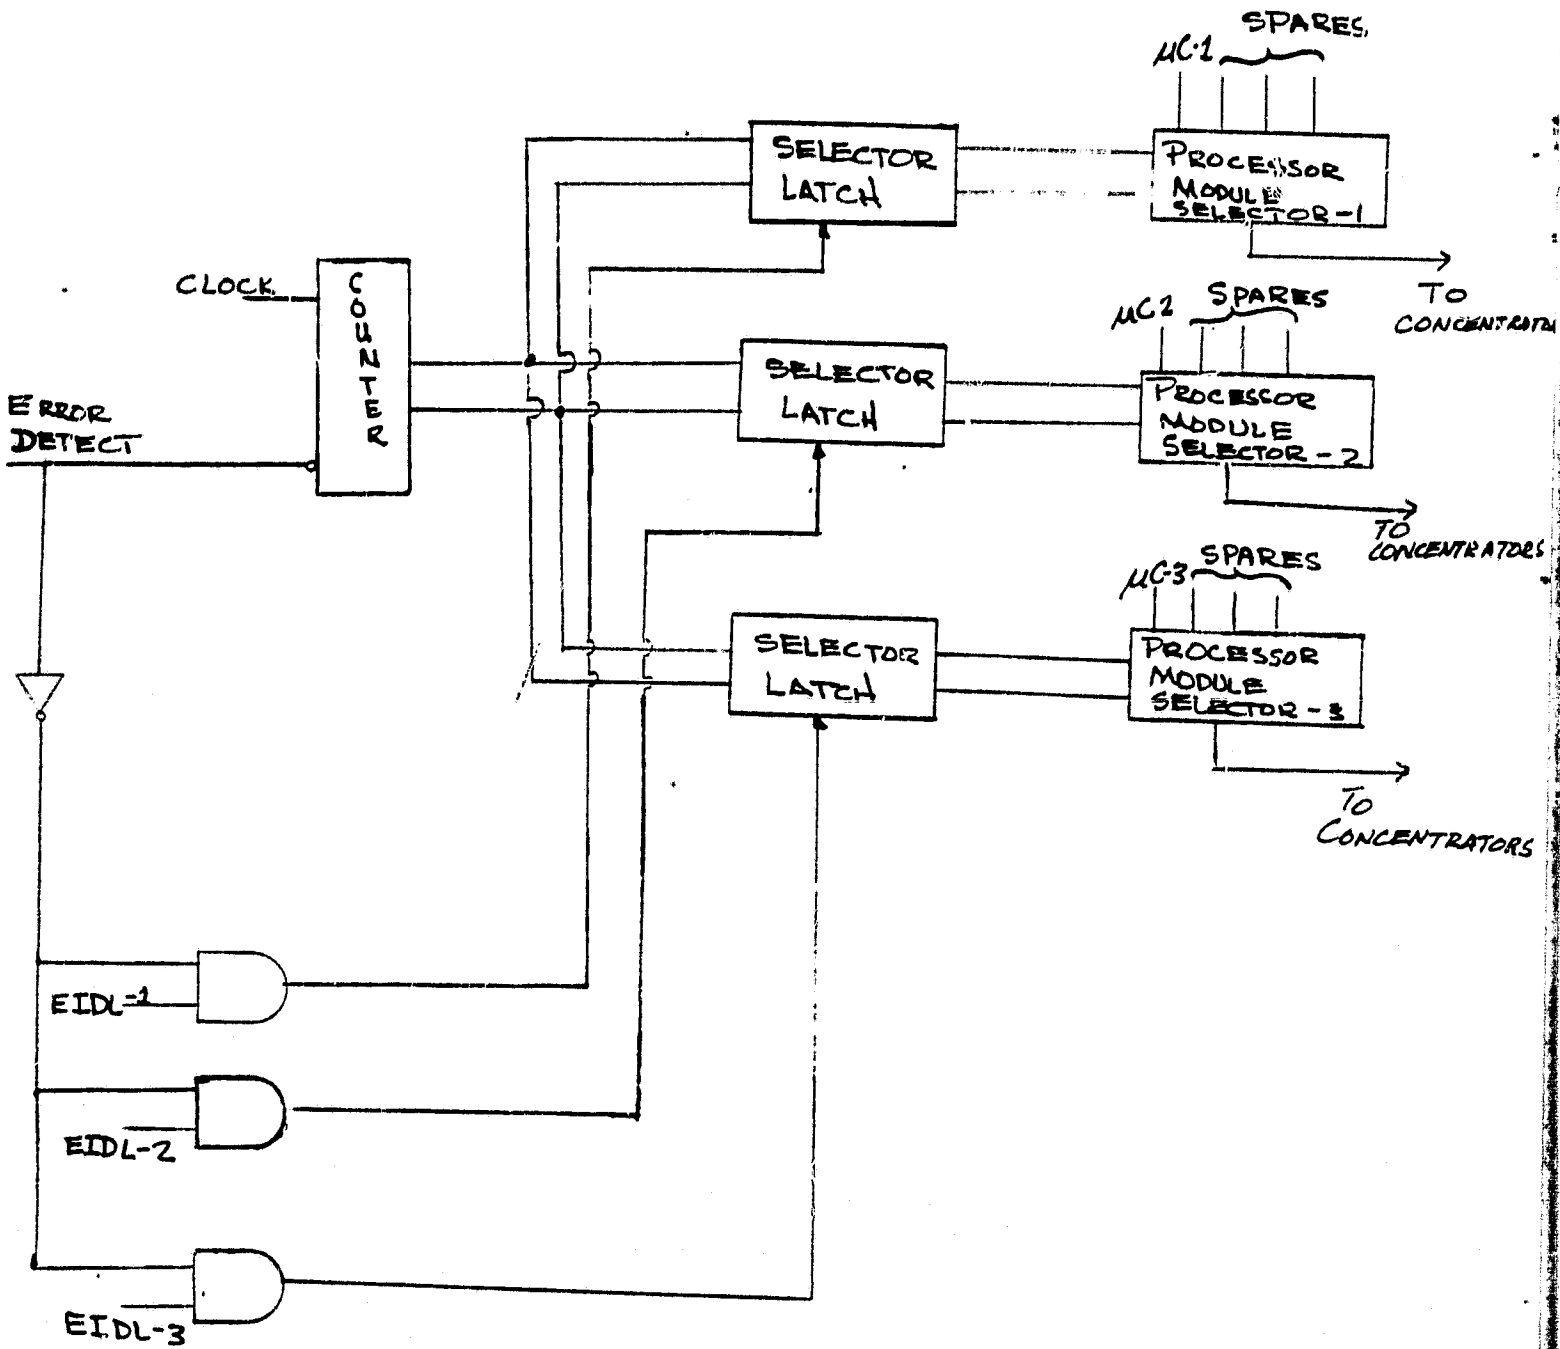 SPARES
μC-1
SELECTOR
LATCH
PROCESSOR
MODULE
SELECTOR-1
TO
CLOCK
COUNTER
μC2
SPARES
SELECTOR
LATCH
PROCESSOR
MODULE
SELECTOR-2
ERROR
DETECT
TO
CONCENTRATORS
SPARES
μC-3
SELECTOR
LATCH
PROCESSOR
MODULE
SELECTOR-3
TO
CONCENTRATORS
EIDL-1
EIDL-2
EIDL-3